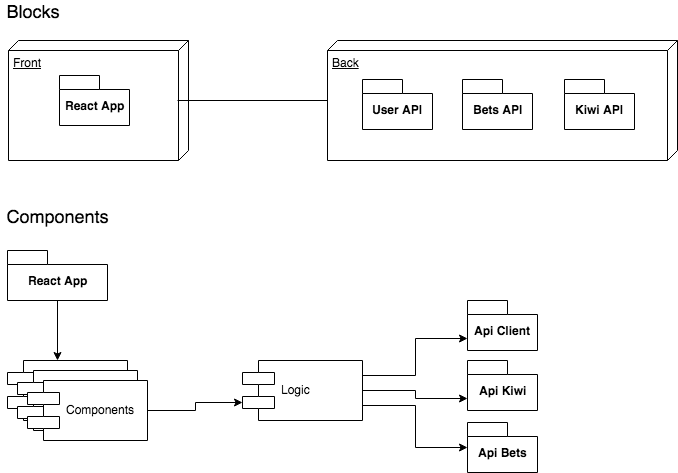 Blocks
Front
Back
React App
User API
Bets API
Kiwi API
Components
React App
Api Client
Components
Logic
Api Kiwi
Api Bets